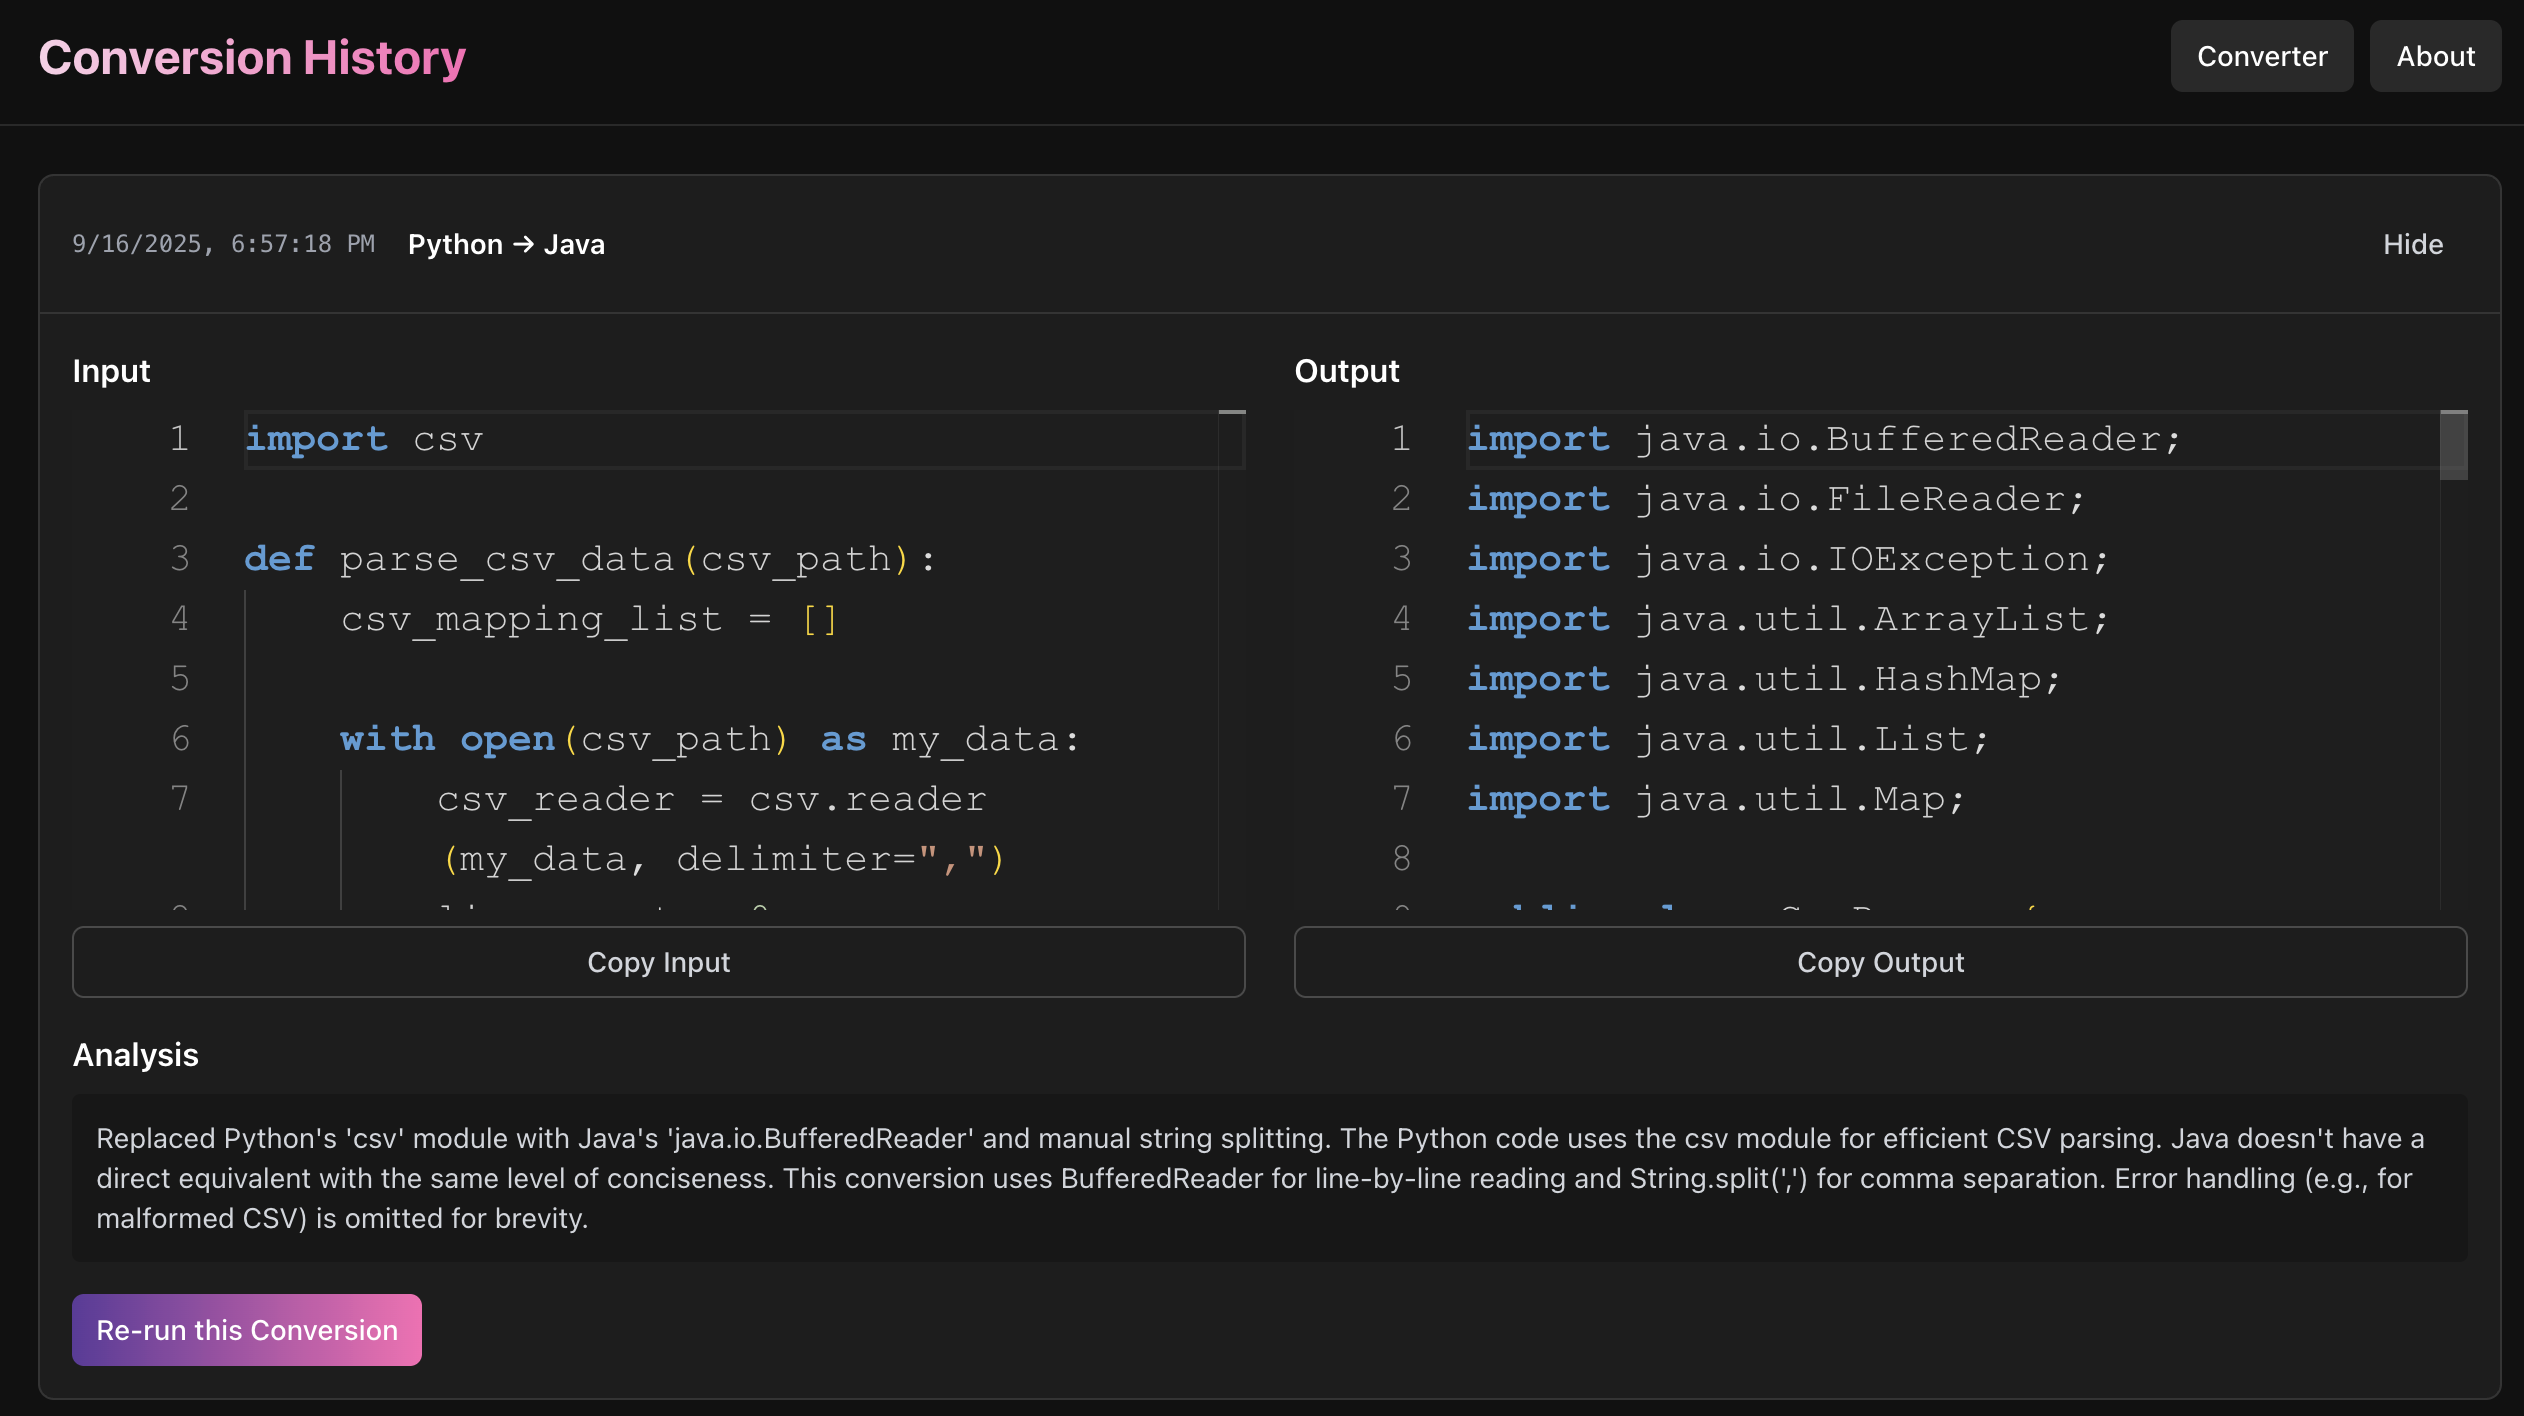 Conversion History
Converter
About
9/16/2025, 6:57:18 PM Python → Java
Hide
Input
1 import csv
2
3 def parse_csv_data(csv_path):
4 csv_mapping_list = []
5
6 with open(csv_path) as my_data:
7 csv_reader = csv.reader
(my_data, delimiter=",")
Copy Input
Output
1 import java.io.BufferedReader;
2 import java.io.FileReader;
3 import java.io.IOException;
4 import java.util.ArrayList;
5 import java.util.HashMap;
6 import java.util.List;
7 import java.util.Map;
8
Copy Output
Analysis
Replaced Python's 'csv' module with Java's 'java.io.BufferedReader' and manual string splitting. The Python code uses the csv module for efficient CSV parsing. Java doesn't have a
direct equivalent with the same level of conciseness. This conversion uses BufferedReader for line-by-line reading and String.split(',') for comma separation. Error handling (e.g., for
malformed CSV) is omitted for brevity.
Re-run this Conversion